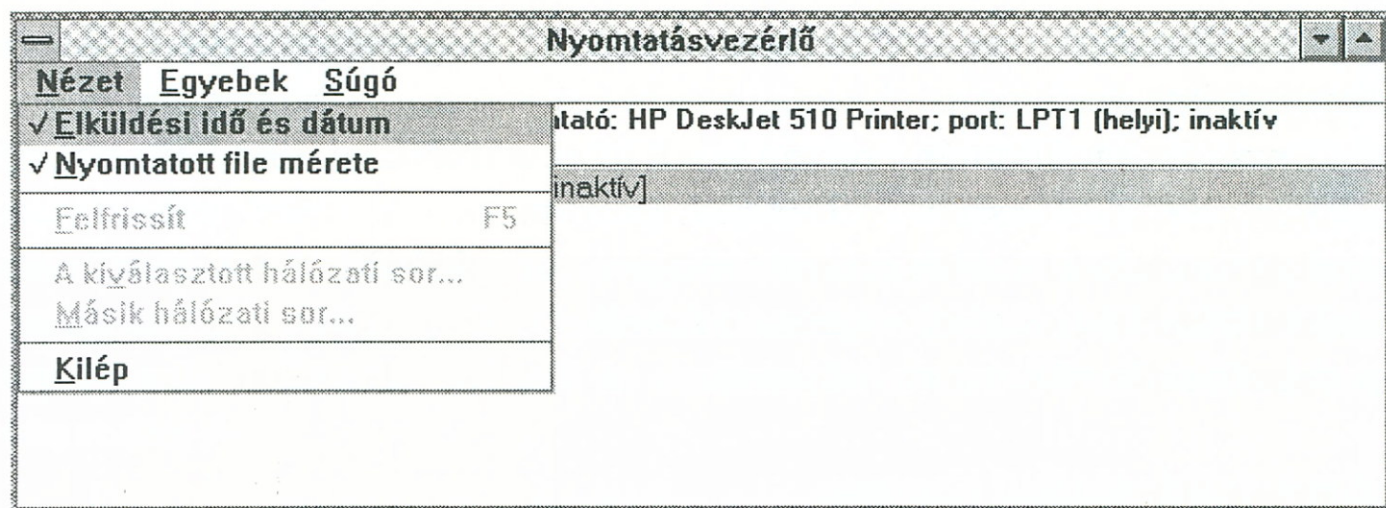 Nyomtatásvezérlő
Nézet Egyebek Súgó
√ Elküldési idő és dátum
√ Nyomtatott file mérete
Felfrissít F5
A kiválasztott hálózati sor...
Másik hálózati sor...
Kilép
tató: HP DeskJet 510 Printer; port: LPT1 (helyi); inaktív
inaktív]